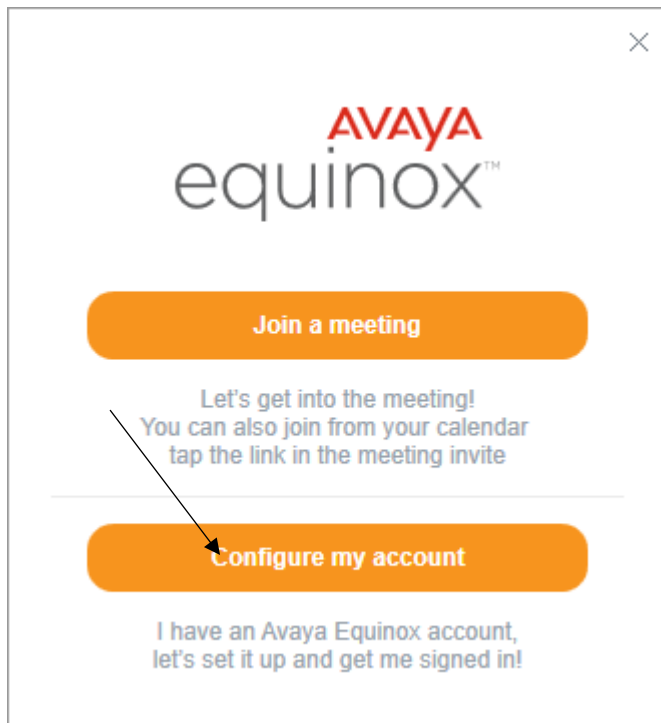 AVAYA
equinox™
Join a meeting
Let's get into the meeting!
You can also join from your calendar
tap the link in the meeting invite
Configure my account
I have an Avaya Equinox account,
let's set it up and get me signed in!